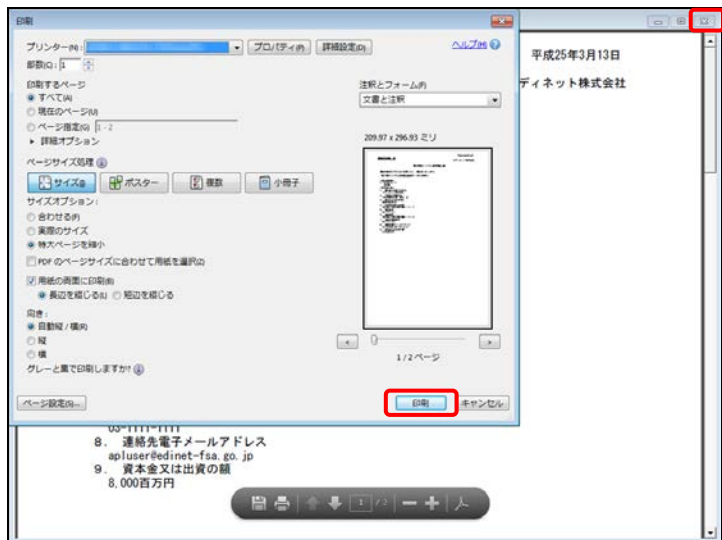 印刷
プリンター(N):
プロパティ(P)
詳細設定(D)
ヘルプ(H)
部数(C): 1
印刷するページ
すべて(A)
現在のページ(U)
ページ指定(G) 1 - 2
詳細オプション
注釈とフォーム(F)
文書と注釈
ページサイズ処理
サイズ(I)
ポスター
複数
小冊子
サイズオプション:
合わせる(F)
実際のサイズ
特大ページを縮小
PDF のページサイズに合わせて用紙を選択(Z)
用紙の両面に印刷(B)
長辺を綴じる(L)
短辺を綴じる
向き:
自動縦 / 横(R)
縦
横
グレーと黒で印刷しますか?
209.97 x 296.93 ミリ
1 / 2 ページ
ページ設定(S)...
印刷
キャンセル
平成25年3月13日
ディネット株式会社
03-1111-1111
8. 連絡先電子メールアドレス
apluser@edinet-fsa.go.jp
9. 資本金又は出資の額
8,000百万円
1 / 2